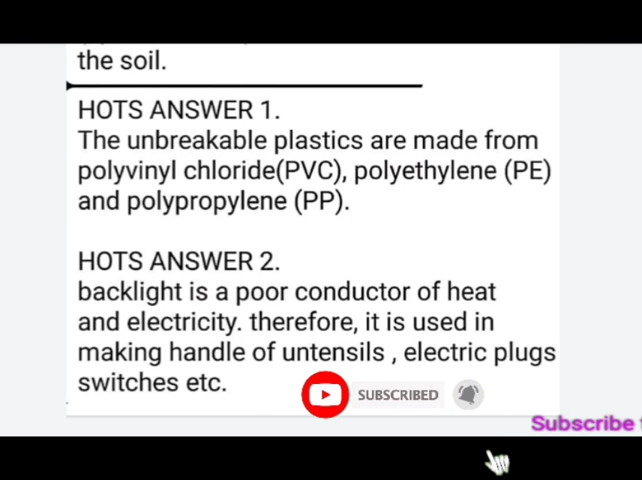 the soil.
HOTS ANSWER 1.
The unbreakable plastics are made from
polyvinyl chloride(PVC), polyethylene (PE)
and polypropylene (PP).
HOTS ANSWER 2.
backlight is a poor conductor of heat
and electricity. therefore, it is used in
making handle of untensils , electric plugs
switches etc.
SUBSCRIBED
Subscribe